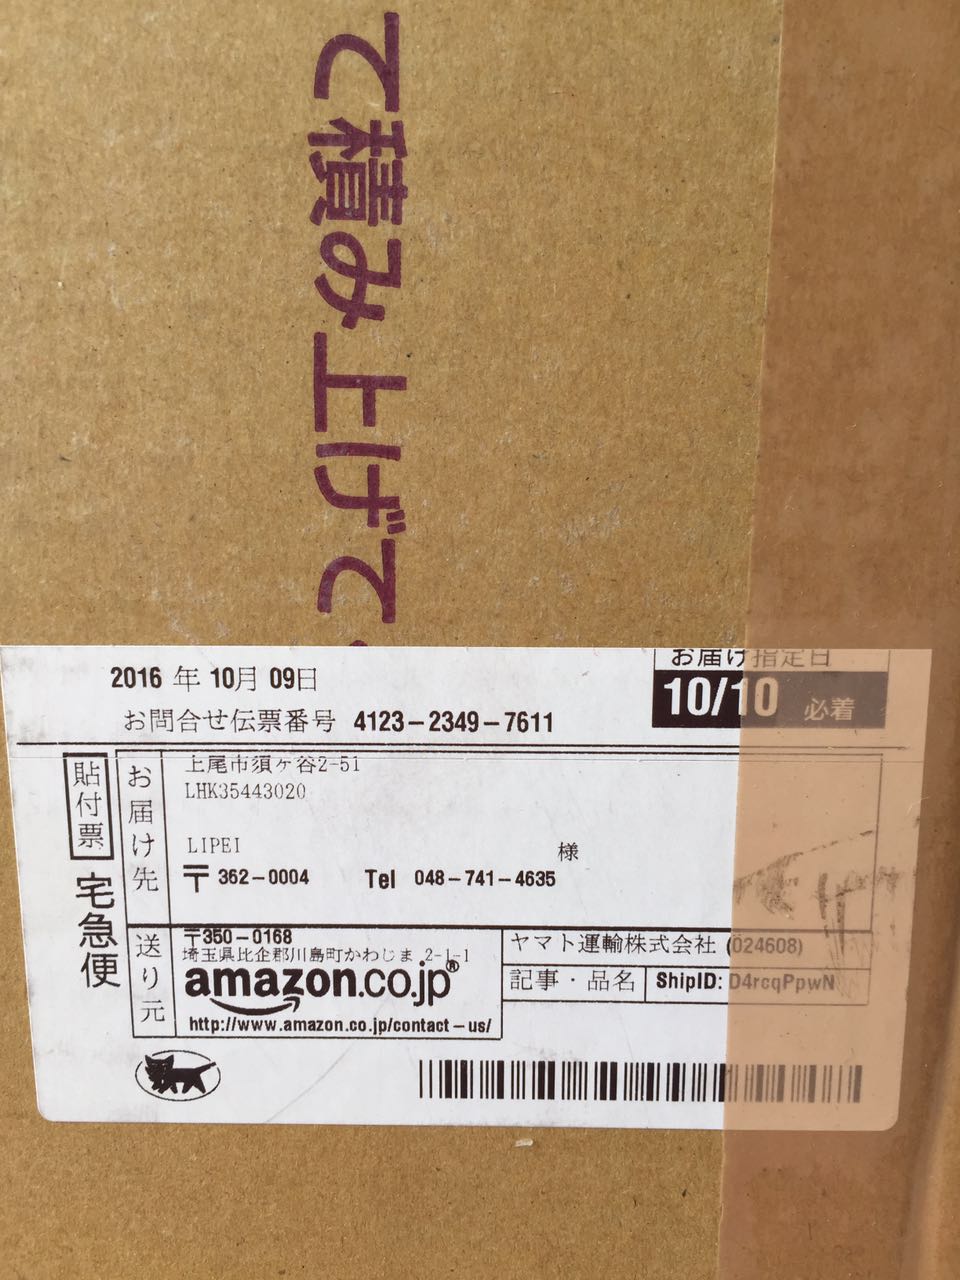 て積み上げて
2016 年 10月 09日
お届け指定日
10/10 必着
お問合せ伝票番号 4123-2349-7611
貼付票
宅急便
お届け先
上尾市須ヶ谷2-51
LHK35443020
LIPEI 様
〒 362-0004 Tel 048-741-4635
送り元
〒350-0168
埼玉県比企郡川島町かわじま 2-1-1
amazon.co.jp®
http://www.amazon.co.jp/contact-us/
ヤマト運輸株式会社 (024608)
記事・品名 ShipID: D4rcqPpwN